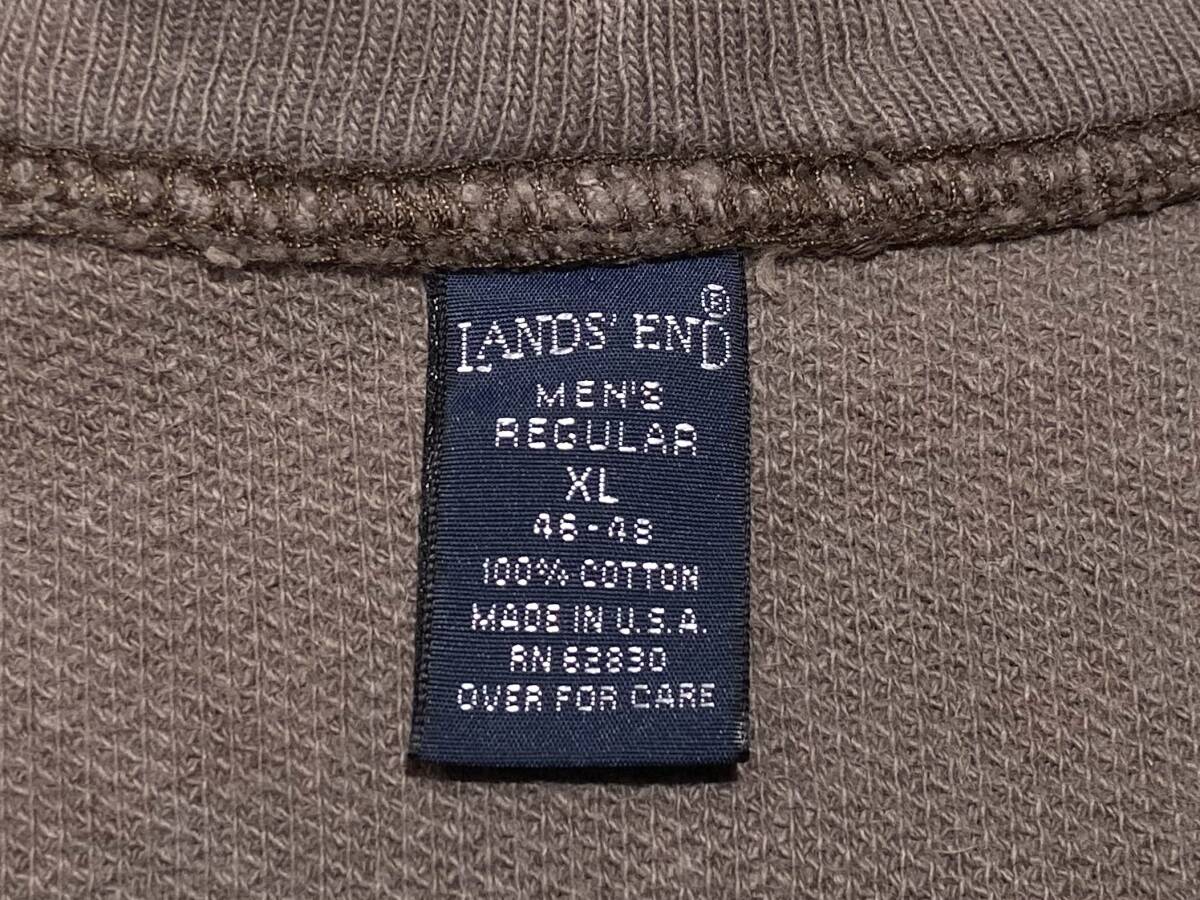 LANDS' END®
MEN'S
REGULAR
XL
46-48
100% COTTON
MADE IN U.S.A.
RN 62830
OVER FOR CARE